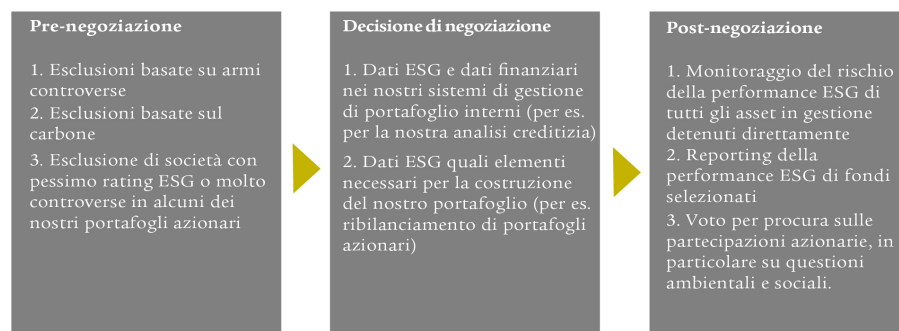 Pre-negoziazione
1. Esclusioni basate su armi
controverse
2. Esclusioni basate sul
carbone
3. Esclusione di società con
pessimo rating ESG o molto
controverse in alcuni dei
nostri portafogli azionari
Decisione di negoziazione
1. Dati ESG e dati finanziari
nei nostri sistemi di gestione
di portafoglio interni (per es.
per la nostra analisi creditizia)
2. Dati ESG quali elementi
necessari per la costruzione
del nostro portafoglio (per es.
ribilanciamento di portafogli
azionari)
Post-negoziazione
1. Monitoraggio del rischio
della performance ESG di
tutti gli asset in gestione
detenuti direttamente
2. Reporting della
performance ESG di fondi
selezionati
3. Voto per procura sulle
partecipazioni azionarie, in
particolare su questioni
ambientali e sociali.